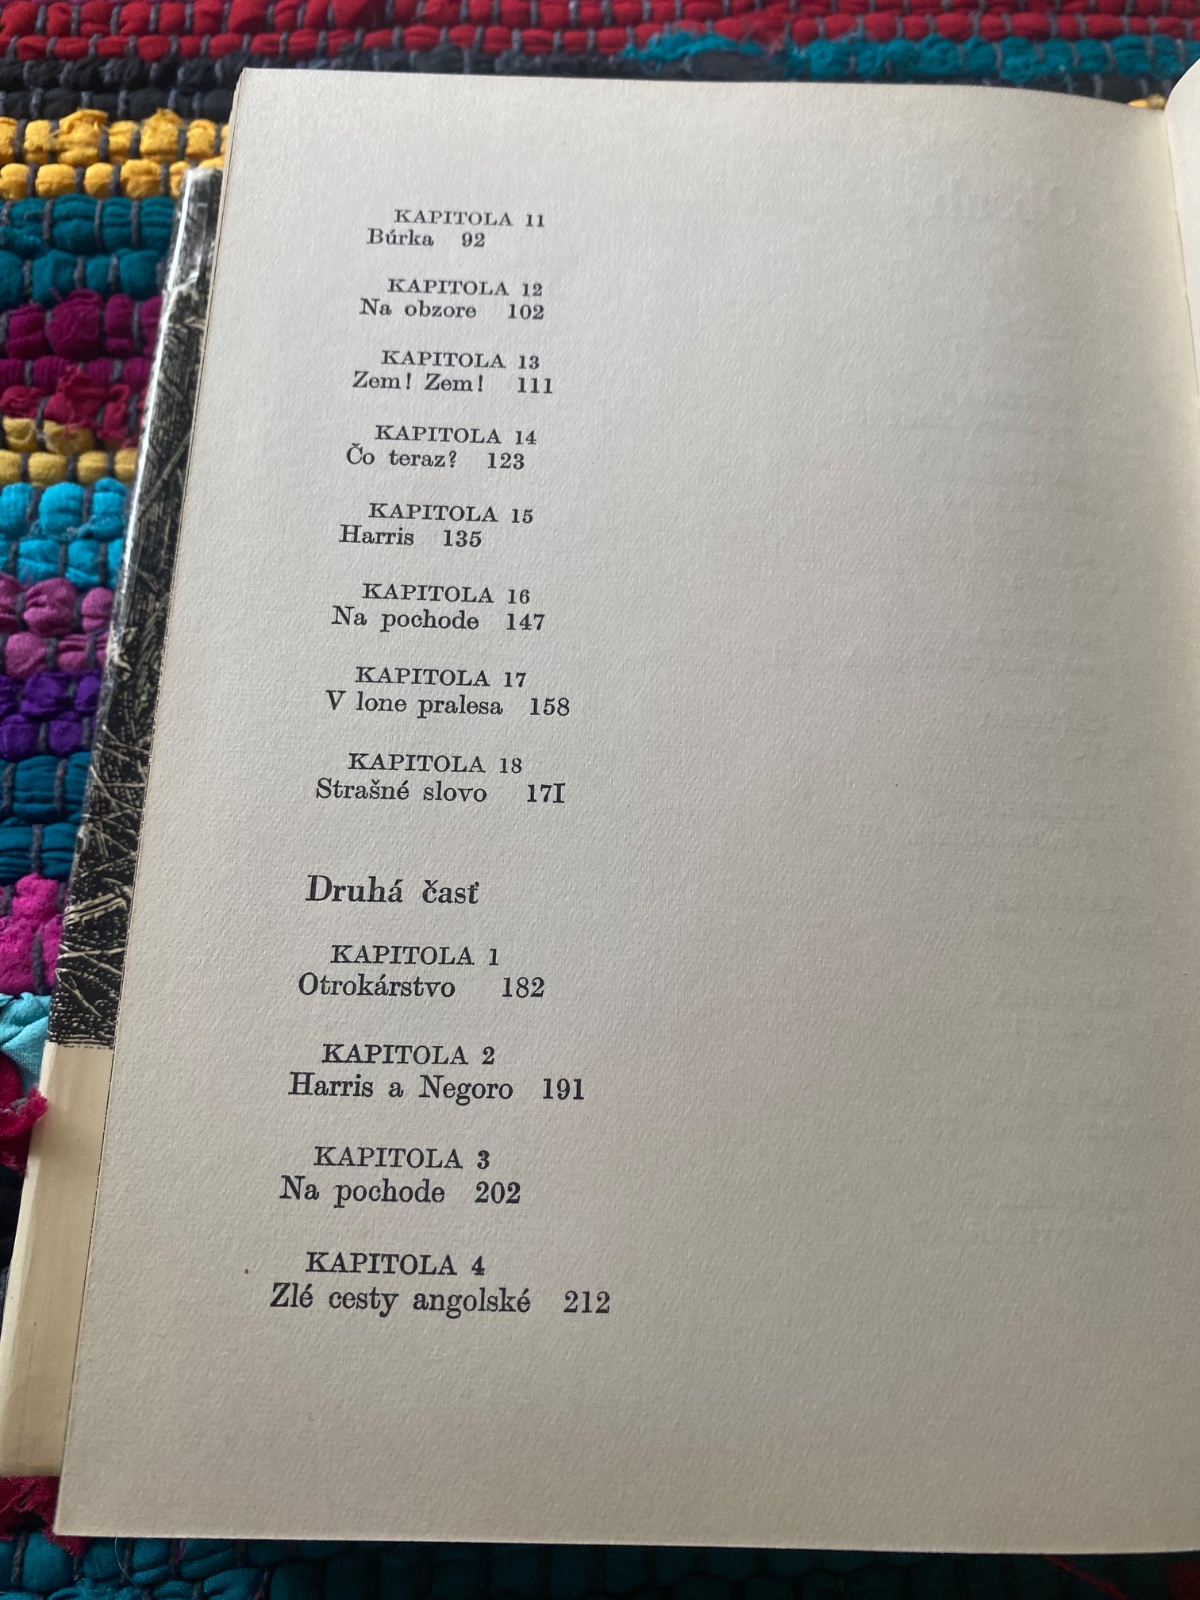 KAPITOLA 11
Búrka 92
KAPITOLA 12
Na obzore 102
KAPITOLA 13
Zem! Zem! 111
KAPITOLA 14
Čo teraz? 123
KAPITOLA 15
Harris 135
KAPITOLA 16
Na pochode 147
KAPITOLA 17
V lone pralesa 158
KAPITOLA 18
Strašné slovo 17I
Druhá časť
KAPITOLA 1
Otrokárstvo 182
KAPITOLA 2
Harris a Negoro 191
KAPITOLA 3
Na pochode 202
KAPITOLA 4
Zlé cesty angolské 212